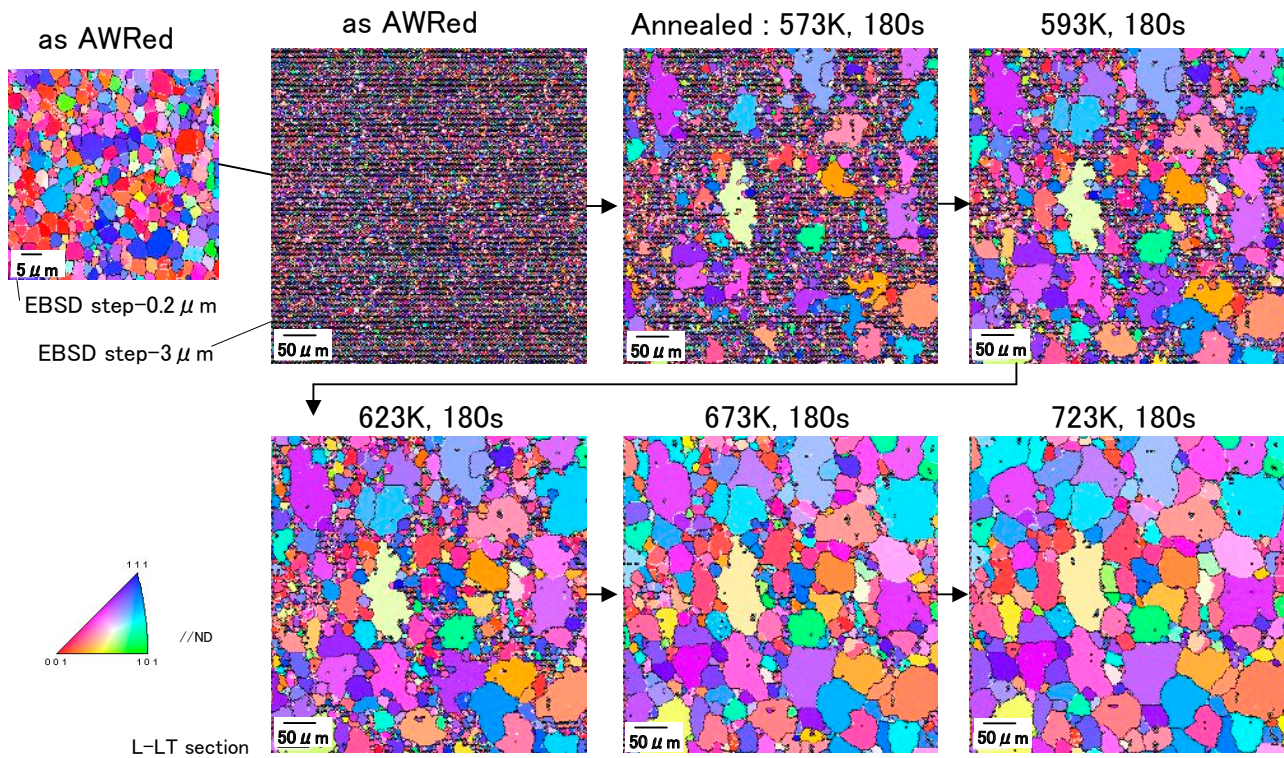 as AWRed
as AWRed
Annealed : 573K, 180s
593K, 180s
5 μ m
EBSD step-0.2 μ m
EBSD step-3 μ m
50 μ m
50 μ m
50 μ m
623K, 180s
673K, 180s
723K, 180s
1 1 1
//ND
0 0 1
1 0 1
L-LT section
50 μ m
50 μ m
50 μ m